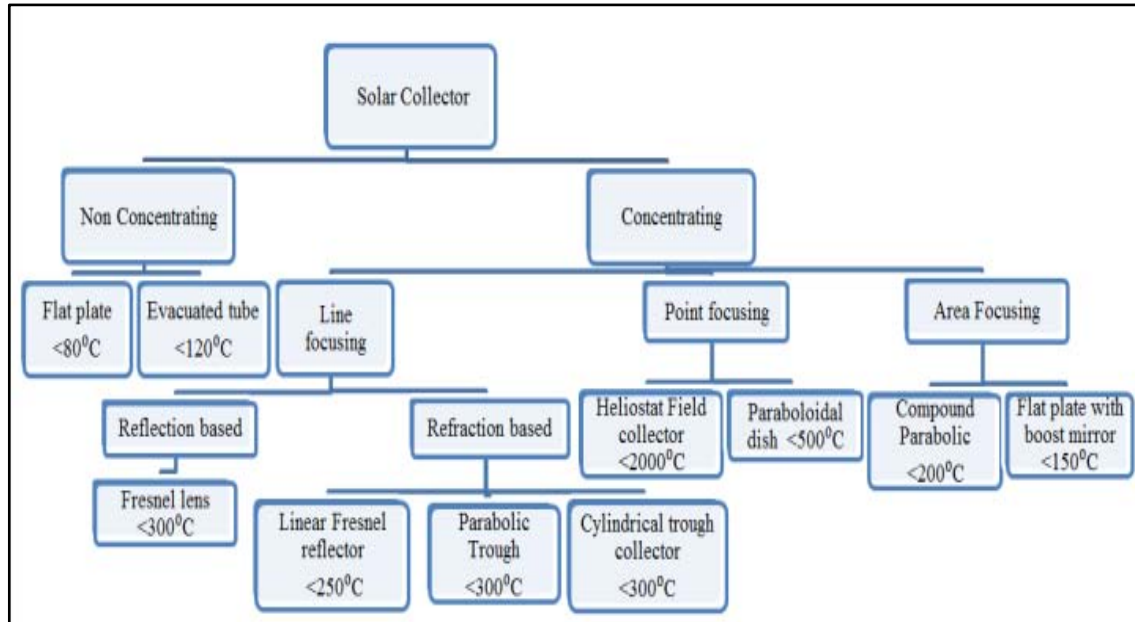 Solar Collector
Non Concentrating
Concentrating
Flat plate
<80⁰C
Evacuated tube
<120⁰C
Line
focusing
Point focusing
Area Focusing
Reflection based
Refraction based
Heliostat Field
collector
<2000⁰C
Paraboloidal
dish <500⁰C
Compound
Parabolic
<200⁰C
Flat plate with
boost mirror
<150⁰C
Fresnel lens
<300⁰C
Linear Fresnel
reflector
<250⁰C
Parabolic
Trough
<300⁰C
Cylindrical trough
collector
<300⁰C